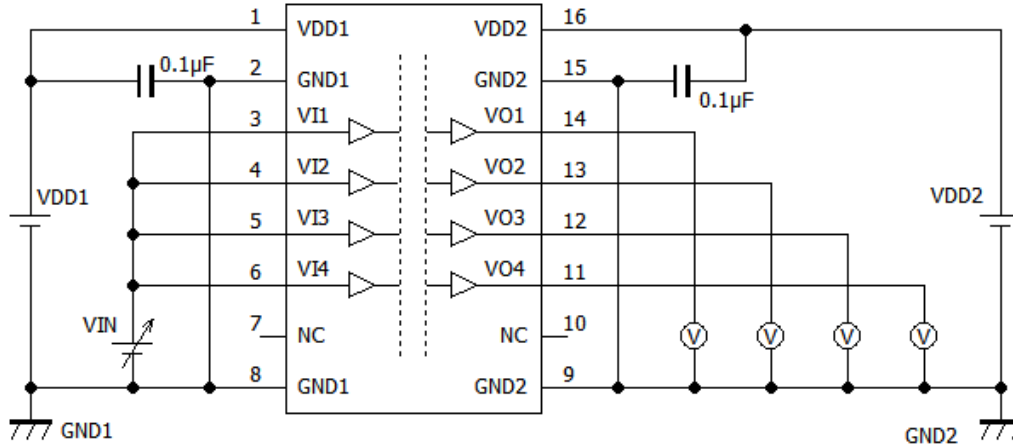 1 VDD1 VDD2 16
0.1µF 2 GND1 GND2 15
0.1µF
3 VI1 VO1 14
4 VI2 VO2 13
VDD1 VDD2
5 VI3 VO3 12
6 VI4 VO4 11
VIN 7 NC NC 10 V V V V
8 GND1 GND2 9
GND1 GND2